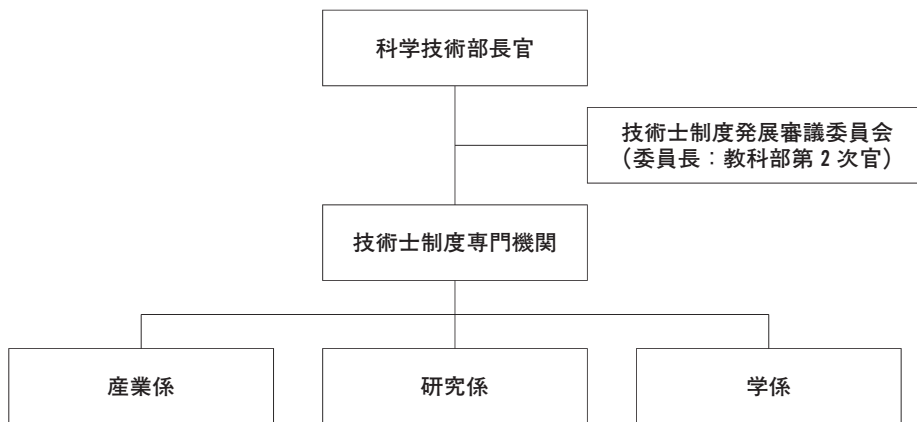 科学技術部長官
技術士制度発展審議委員会
（委員長：教科部第２次官）
技術士制度専門機関
産業係
研究係
学係